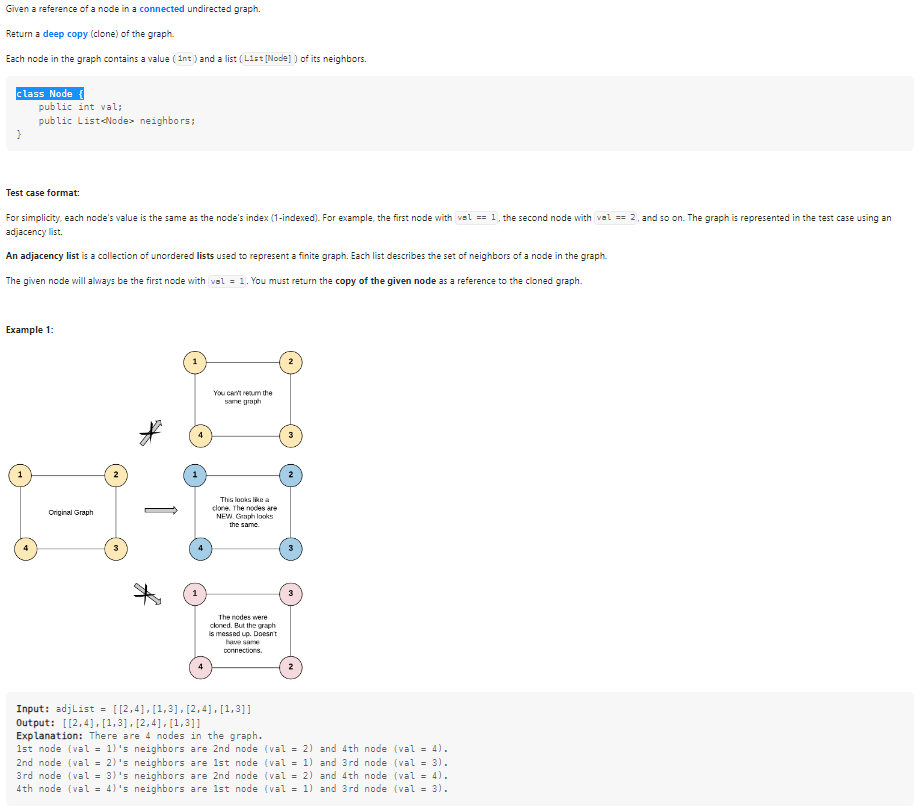 Given a reference of a node in a connected undirected graph.
Return a deep copy (clone) of the graph.
Each node in the graph contains a value (int) and a list (List[Node]) of its neighbors.
class Node {
    public int val;
    public List<Node> neighbors;
}
Test case format:
For simplicity, each node's value is the same as the node's index (1-indexed). For example, the first node with val == 1, the second node with val == 2, and so on. The graph is represented in the test case using an
adjacency list.
An adjacency list is a collection of unordered lists used to represent a finite graph. Each list describes the set of neighbors of a node in the graph.
The given node will always be the first node with val = 1. You must return the copy of the given node as a reference to the cloned graph.
Example 1:
1
2
You can't return the
same graph
4
3
1
2
Original Graph
4
3
1
2
This looks like a
clone. The nodes are
NEW. Graph looks
the same.
4
3
1
3
The nodes were
cloned. But the graph
is messed up. Doesn't
have same
connections.
4
2
Input: adjList = [[2,4],[1,3],[2,4],[1,3]]
Output: [[2,4],[1,3],[2,4],[1,3]]
Explanation: There are 4 nodes in the graph.
1st node (val = 1)'s neighbors are 2nd node (val = 2) and 4th node (val = 4).
2nd node (val = 2)'s neighbors are 1st node (val = 1) and 3rd node (val = 3).
3rd node (val = 3)'s neighbors are 2nd node (val = 2) and 4th node (val = 4).
4th node (val = 4)'s neighbors are 1st node (val = 1) and 3rd node (val = 3).